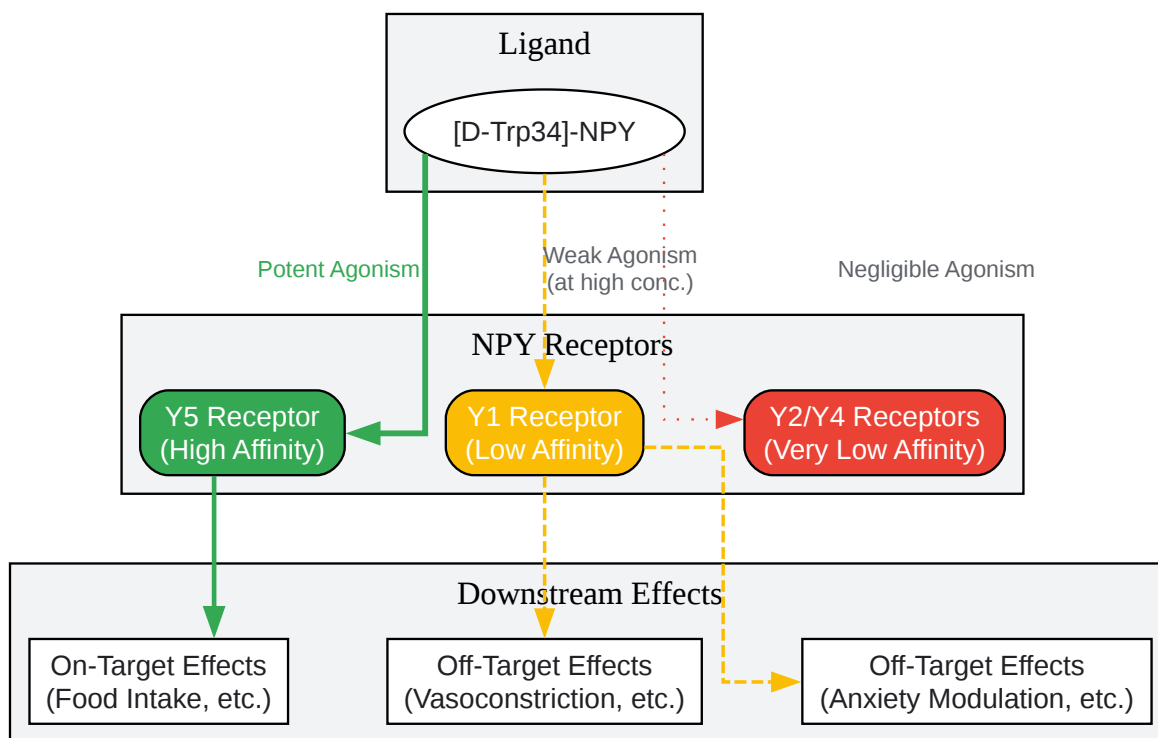 Ligand
[D-Trp34]-NPY
Potent Agonism
Weak Agonism
(at high conc.)
Negligible Agonism
NPY Receptors
Y5 Receptor
(High Affinity)
Y1 Receptor
(Low Affinity)
Y2/Y4 Receptors
(Very Low Affinity)
Downstream Effects
On-Target Effects
(Food Intake, etc.)
Off-Target Effects
(Vasoconstriction, etc.)
Off-Target Effects
(Anxiety Modulation, etc.)